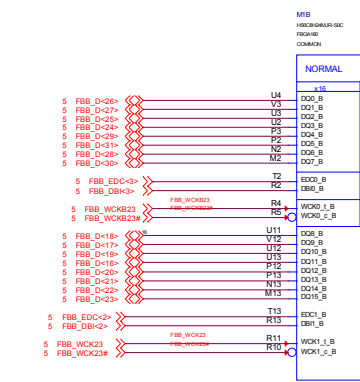 M1B
H56C8H24MJR-S0C
FBGA180
COMMON
NORMAL
x16
5 FBB_D<26> U4 DQ0_B
5 FBB_D<27> V3 DQ1_B
5 FBB_D<25> U3 DQ2_B
5 FBB_D<24> U2 DQ3_B
5 FBB_D<29> P3 DQ4_B
5 FBB_D<31> P2 DQ5_B
5 FBB_D<28> N2 DQ6_B
5 FBB_D<30> M2 DQ7_B
5 FBB_EDC<3> T2 EDC0_B
5 FBB_DBI<3> R2 DBI0_B
5 FBB_WCKB23 FBB_WCKB23 R4 WCK0_t_B
5 FBB_WCKB23# FBB_WCKB23# R5 WCK0_c_B
5 FBB_D<18> U11 DQ8_B
5 FBB_D<17> V12 DQ9_B
5 FBB_D<19> U12 DQ10_B
5 FBB_D<16> U13 DQ11_B
5 FBB_D<20> P12 DQ12_B
5 FBB_D<21> P13 DQ13_B
5 FBB_D<22> N13 DQ14_B
5 FBB_D<23> M13 DQ15_B
5 FBB_EDC<2> T13 EDC1_B
5 FBB_DBI<2> R13 DBI1_B
5 FBB_WCK23 FBB_WCK23 R11 WCK1_t_B
5 FBB_WCK23# FBB_WCK23# R10 WCK1_c_B